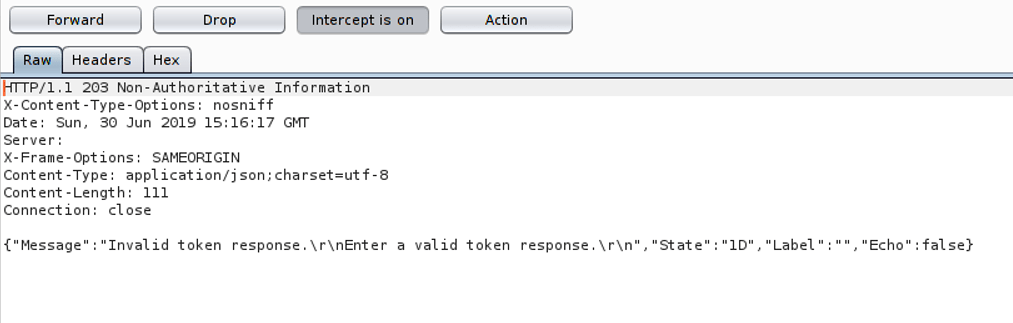 Forward Drop Intercept is on Action
Raw Headers Hex
HTTP/1.1 203 Non-Authoritative Information
X-Content-Type-Options: nosniff
Date: Sun, 30 Jun 2019 15:16:17 GMT
Server:
X-Frame-Options: SAMEORIGIN
Content-Type: application/json;charset=utf-8
Content-Length: 111
Connection: close
{"Message":"Invalid token response.\r\nEnter a valid token response.\r\n","State":"1D","Label":"","Echo":false}